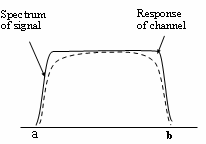 Spectrum
of signal
Response
of channel
a
b